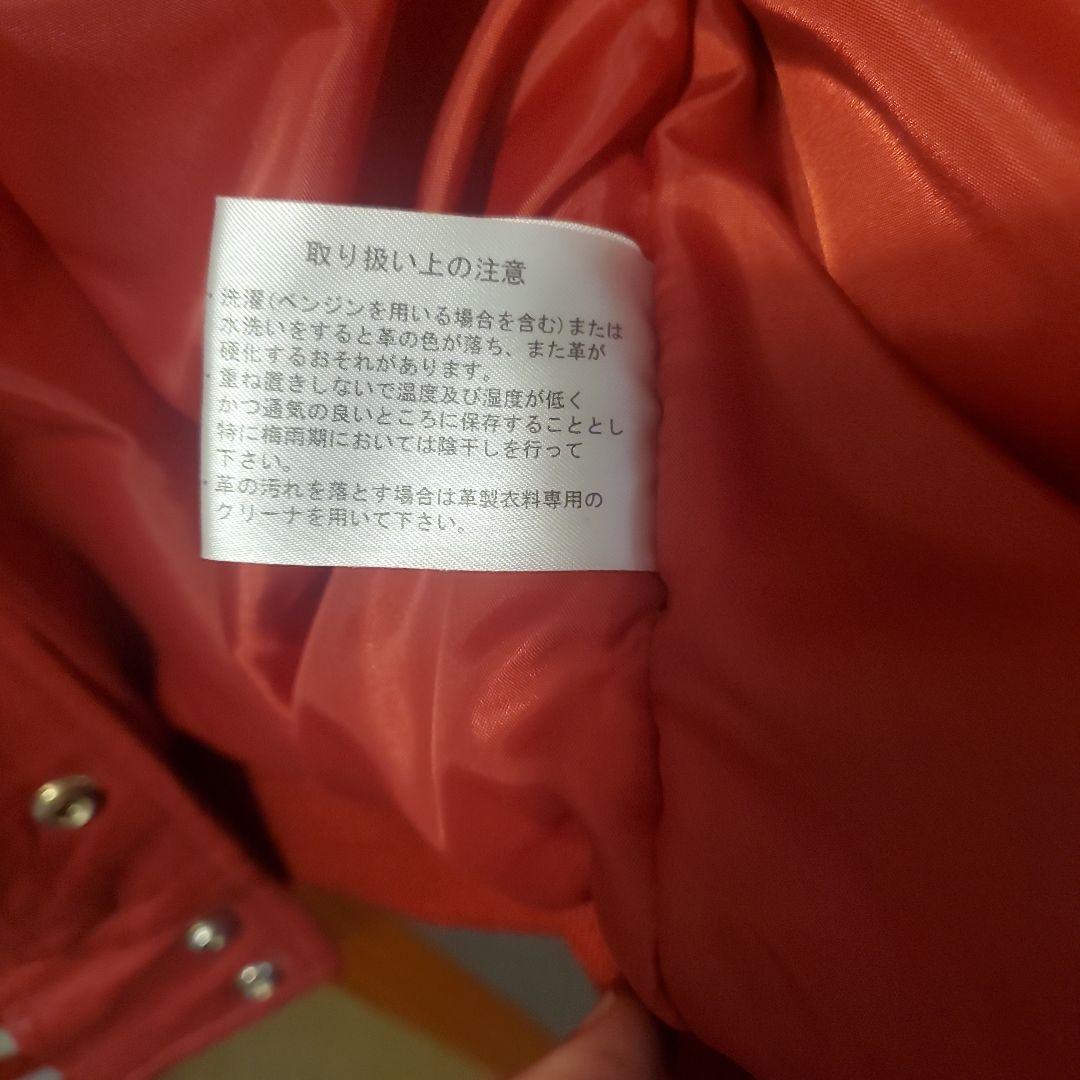 取り扱い上の注意
・洗濯(ベンジンを用いる場合を含む)または
水洗いをすると革の色が落ち、また革が
硬化するおそれがあります。
・重ね置きしないで温度及び湿度が低く
かつ通気の良いところに保存することとし
特に梅雨期においては陰干しを行って
下さい。
・革の汚れを落とす場合は革製衣料専用の
クリーナを用いて下さい。